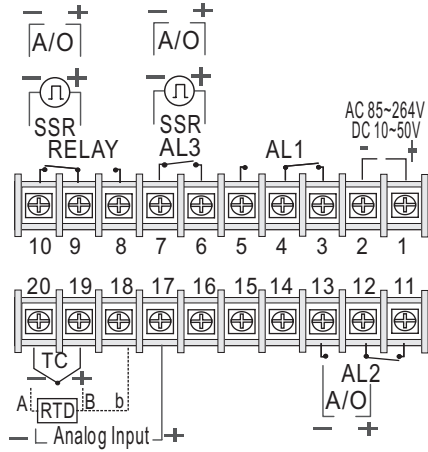 − + − +
A/O A/O
− + − +
SSR SSR
AC 85~264V
DC 10~50V
RELAY AL3 AL1 - +
10 9 8 7 6 5 4 3 2 1
20 19 18 17 16 15 14 13 12 11
TC
− +
AL2
A RTD B b
A/O
− Analog Input +
− +